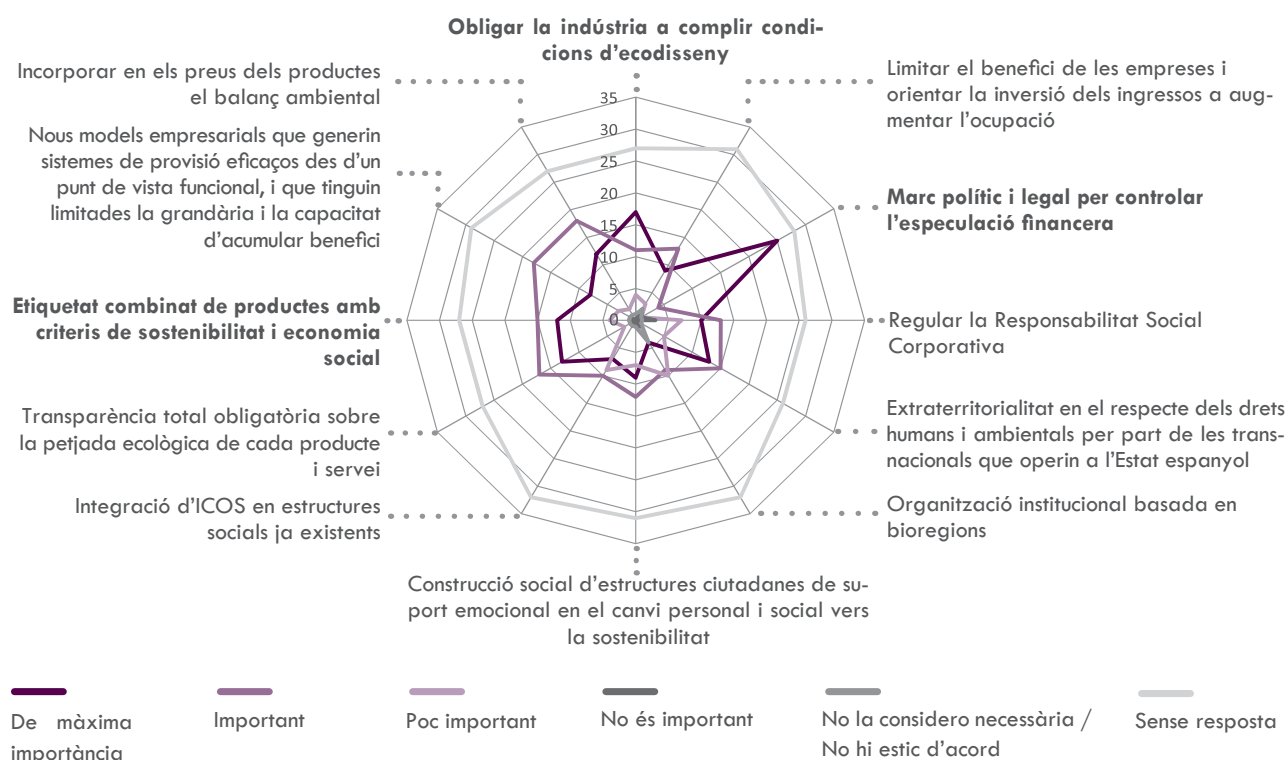 Obligar la indústria a complir condi-
cions d'ecodisseny
Limitar el benefici de les empreses i
orientar la inversió dels ingressos a aug-
mentar l'ocupació
Marc polític i legal per controlar
l'especulació financera
Regular la Responsabilitat Social
Corporativa
Extraterritorialitat en el respecte dels drets
humans i ambientals per part de les trans-
nacionals que operin a l'Estat espanyol
Organització institucional basada en
bioregions
Construcció social d'estructures ciutadanes de su-
port emocional en el canvi personal i social vers
la sostenibilitat
Integració d'ICOS en estructures
socials ja existents
Transparència total obligatòria sobre
la petjada ecològica de cada producte
i servei
Etiquetat combinat de productes amb
criteris de sostenibilitat i economia
social
Nous models empresarials que generin
sistemes de provisió eficaços des d'un
punt de vista funcional, i que tinguin
limitades la grandària i la capacitat
d'acumular benefici
Incorporar en els preus dels productes
el balanç ambiental
35
30
25
20
15
10
5
0
De màxima
importància
Important
Poc important
No és important
No la considero necessària /
No hi estic d'acord
Sense resposta